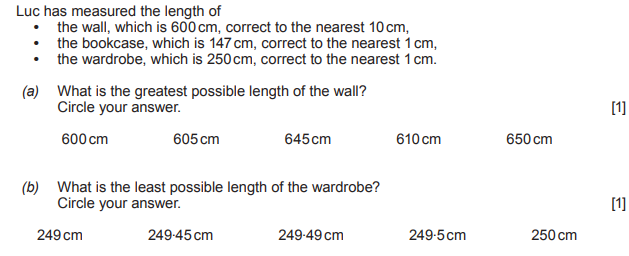 Luc has measured the length of
• the wall, which is 600 cm, correct to the nearest 10 cm,
• the bookcase, which is 147 cm, correct to the nearest 1 cm,
• the wardrobe, which is 250 cm, correct to the nearest 1 cm.
(a) What is the greatest possible length of the wall?
Circle your answer. [1]
600 cm 605 cm 645 cm 610 cm 650 cm
(b) What is the least possible length of the wardrobe?
Circle your answer. [1]
249 cm 249·45 cm 249·49 cm 249·5 cm 250 cm